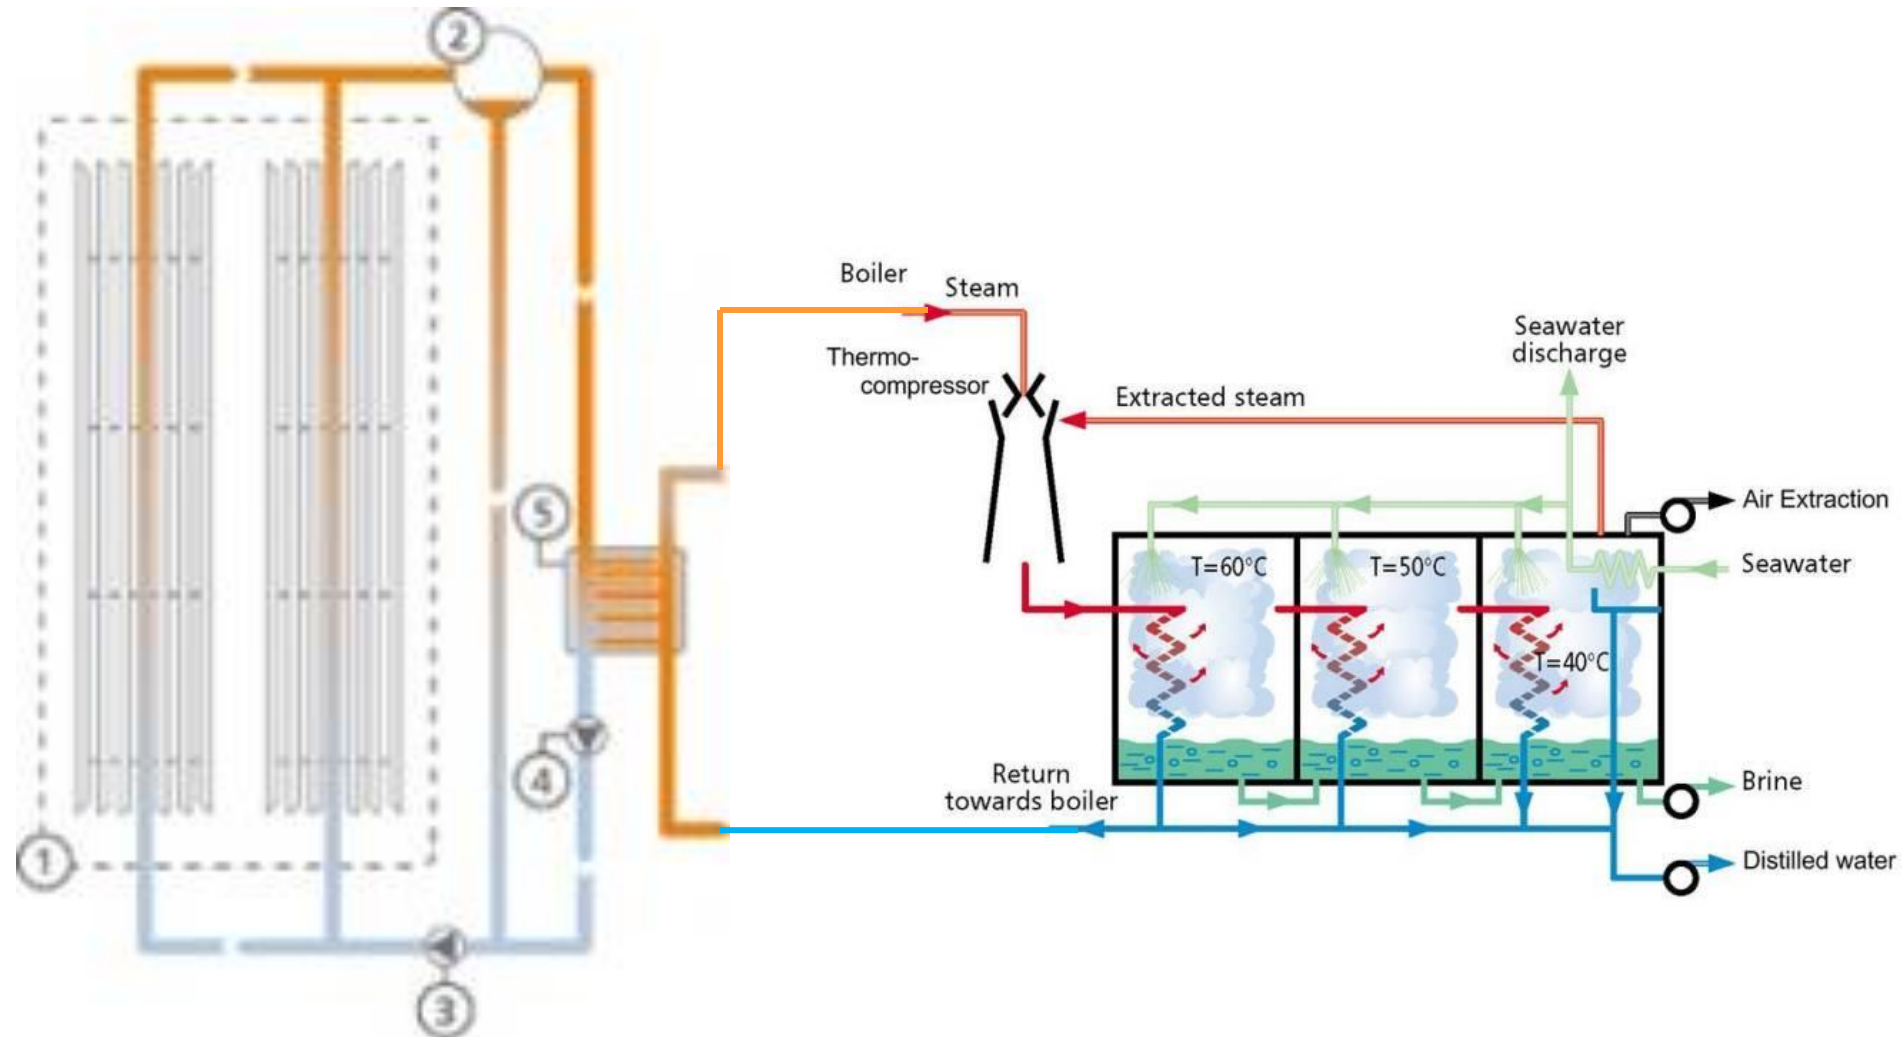 2
Boiler
Steam
Seawater
discharge
Thermo-
compressor
Extracted steam
5
Air Extraction
T=60°C
T=50°C
Seawater
T=40°C
4
Return
towards boiler
Brine
1
Distilled water
3